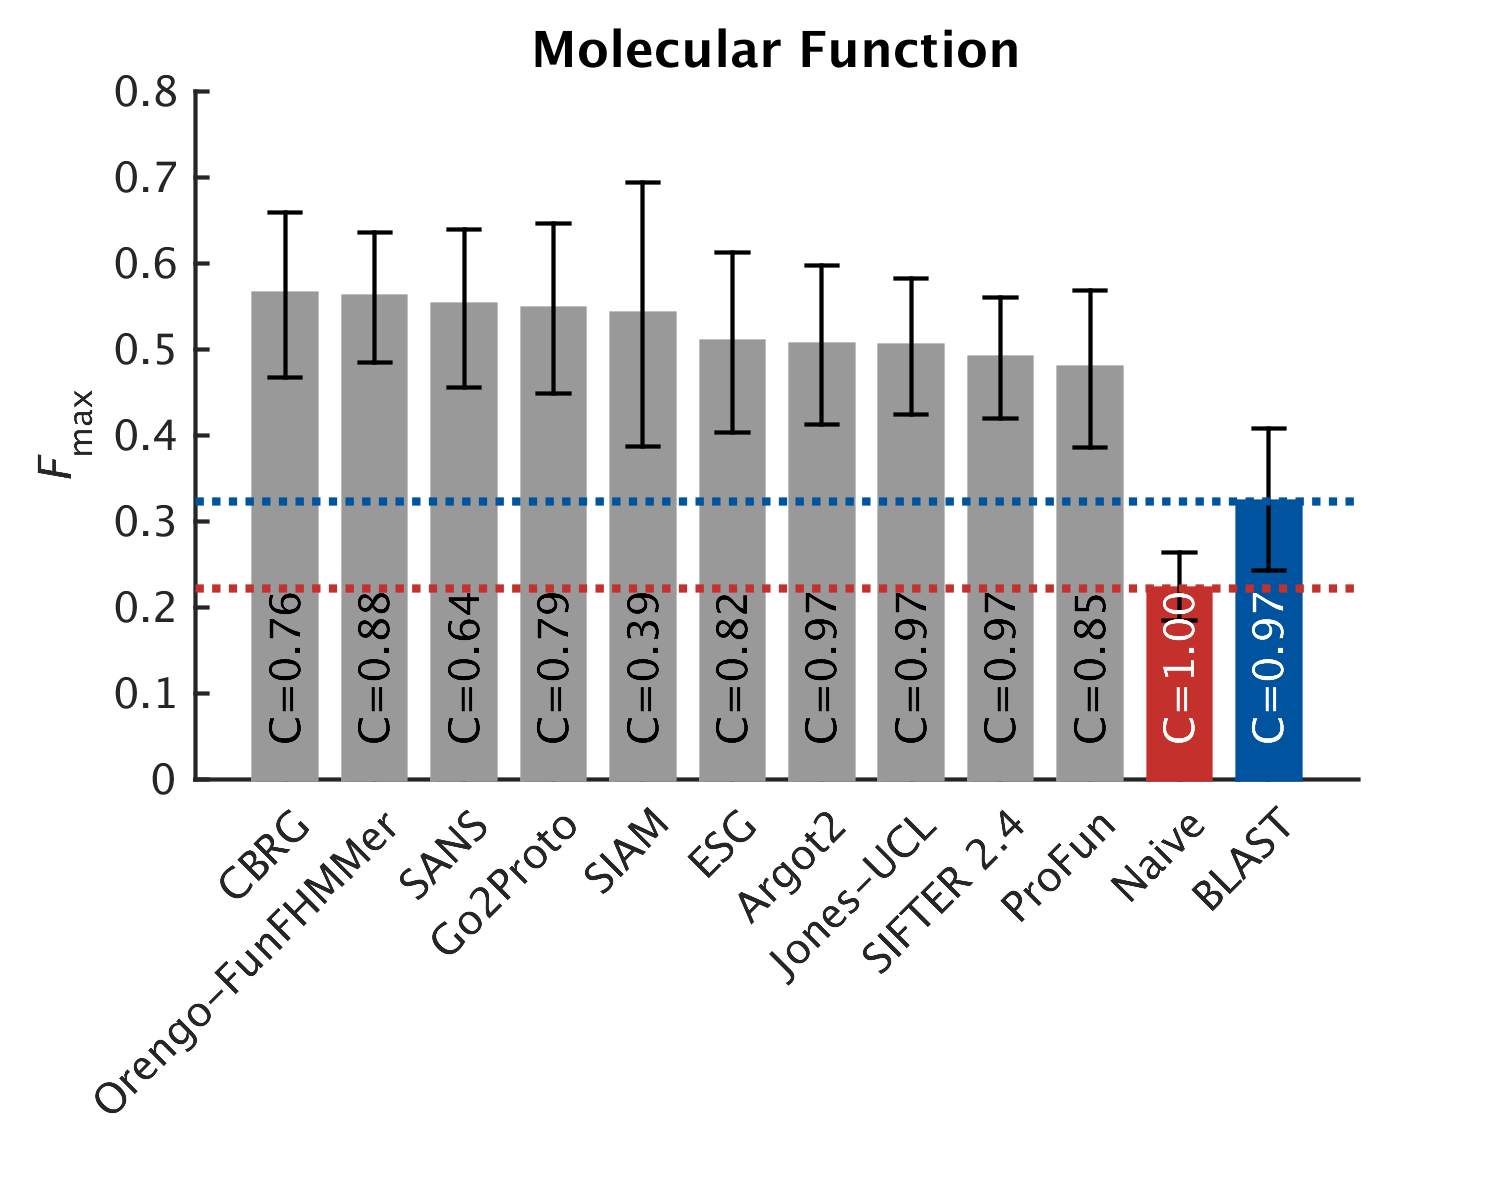 Molecular Function
0.8
0.7
0.6
0.5
0.4
0.3
0.2
0.1
0
Fmax
C=0.76
C=0.88
C=0.64
C=0.79
C=0.39
C=0.82
C=0.97
C=0.97
C=0.97
C=0.85
C=1.00
C=0.97
CBRG
Orengo–FunFHMMer
SANS
Go2Proto
SIAM
ESG
Argot2
Jones–UCL
SIFTER 2.4
ProFun
Naive
BLAST